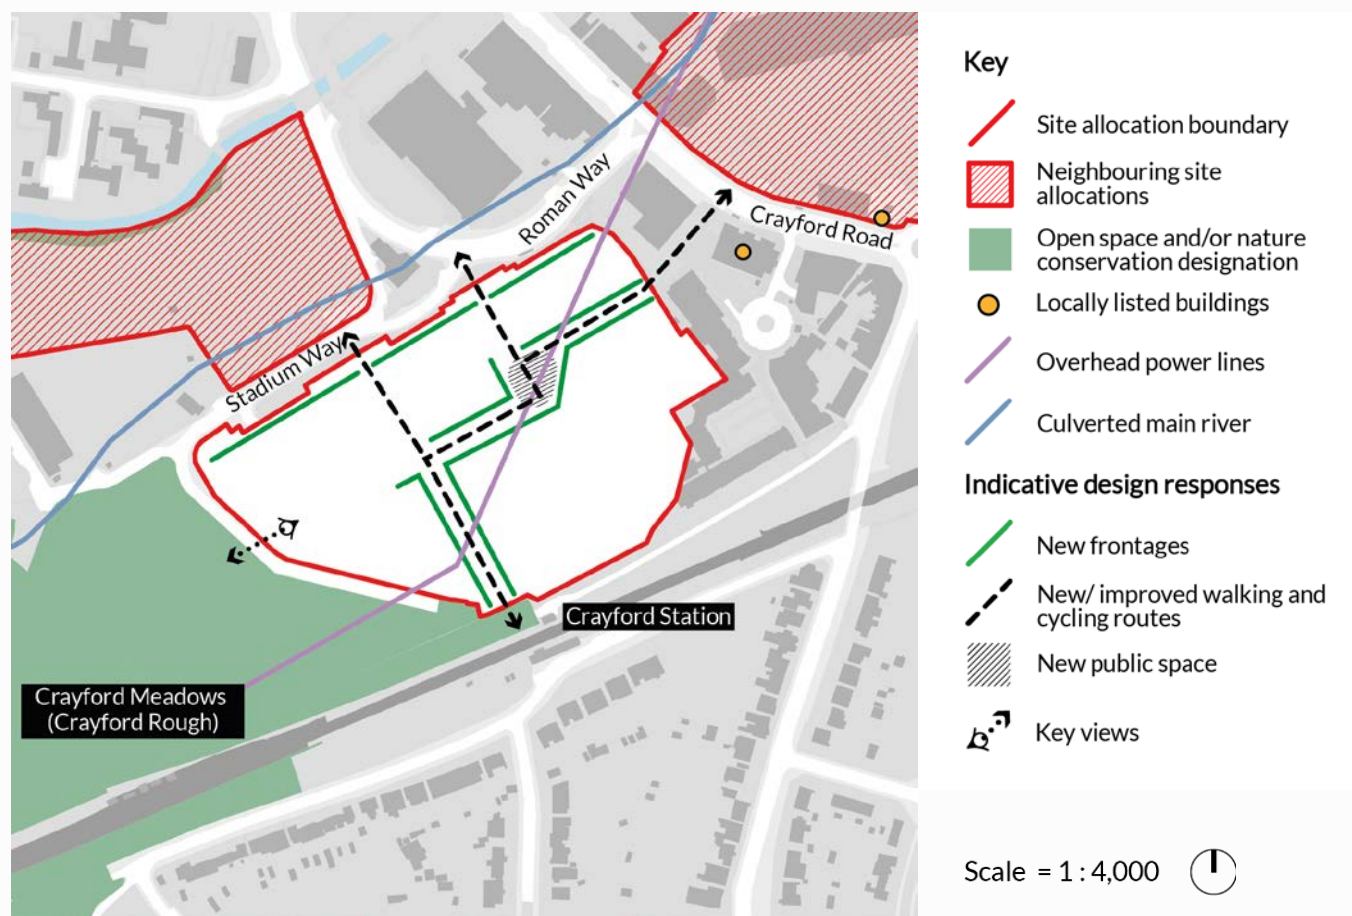 Roman Way
Crayford Road
Stadium Way
Crayford Station
Crayford Meadows
(Crayford Rough)
Key
Site allocation boundary
Neighbouring site
allocations
Open space and/or nature
conservation designation
Locally listed buildings
Overhead power lines
Culverted main river
Indicative design responses
New frontages
New/ improved walking and
cycling routes
New public space
Key views
Scale = 1 : 4,000